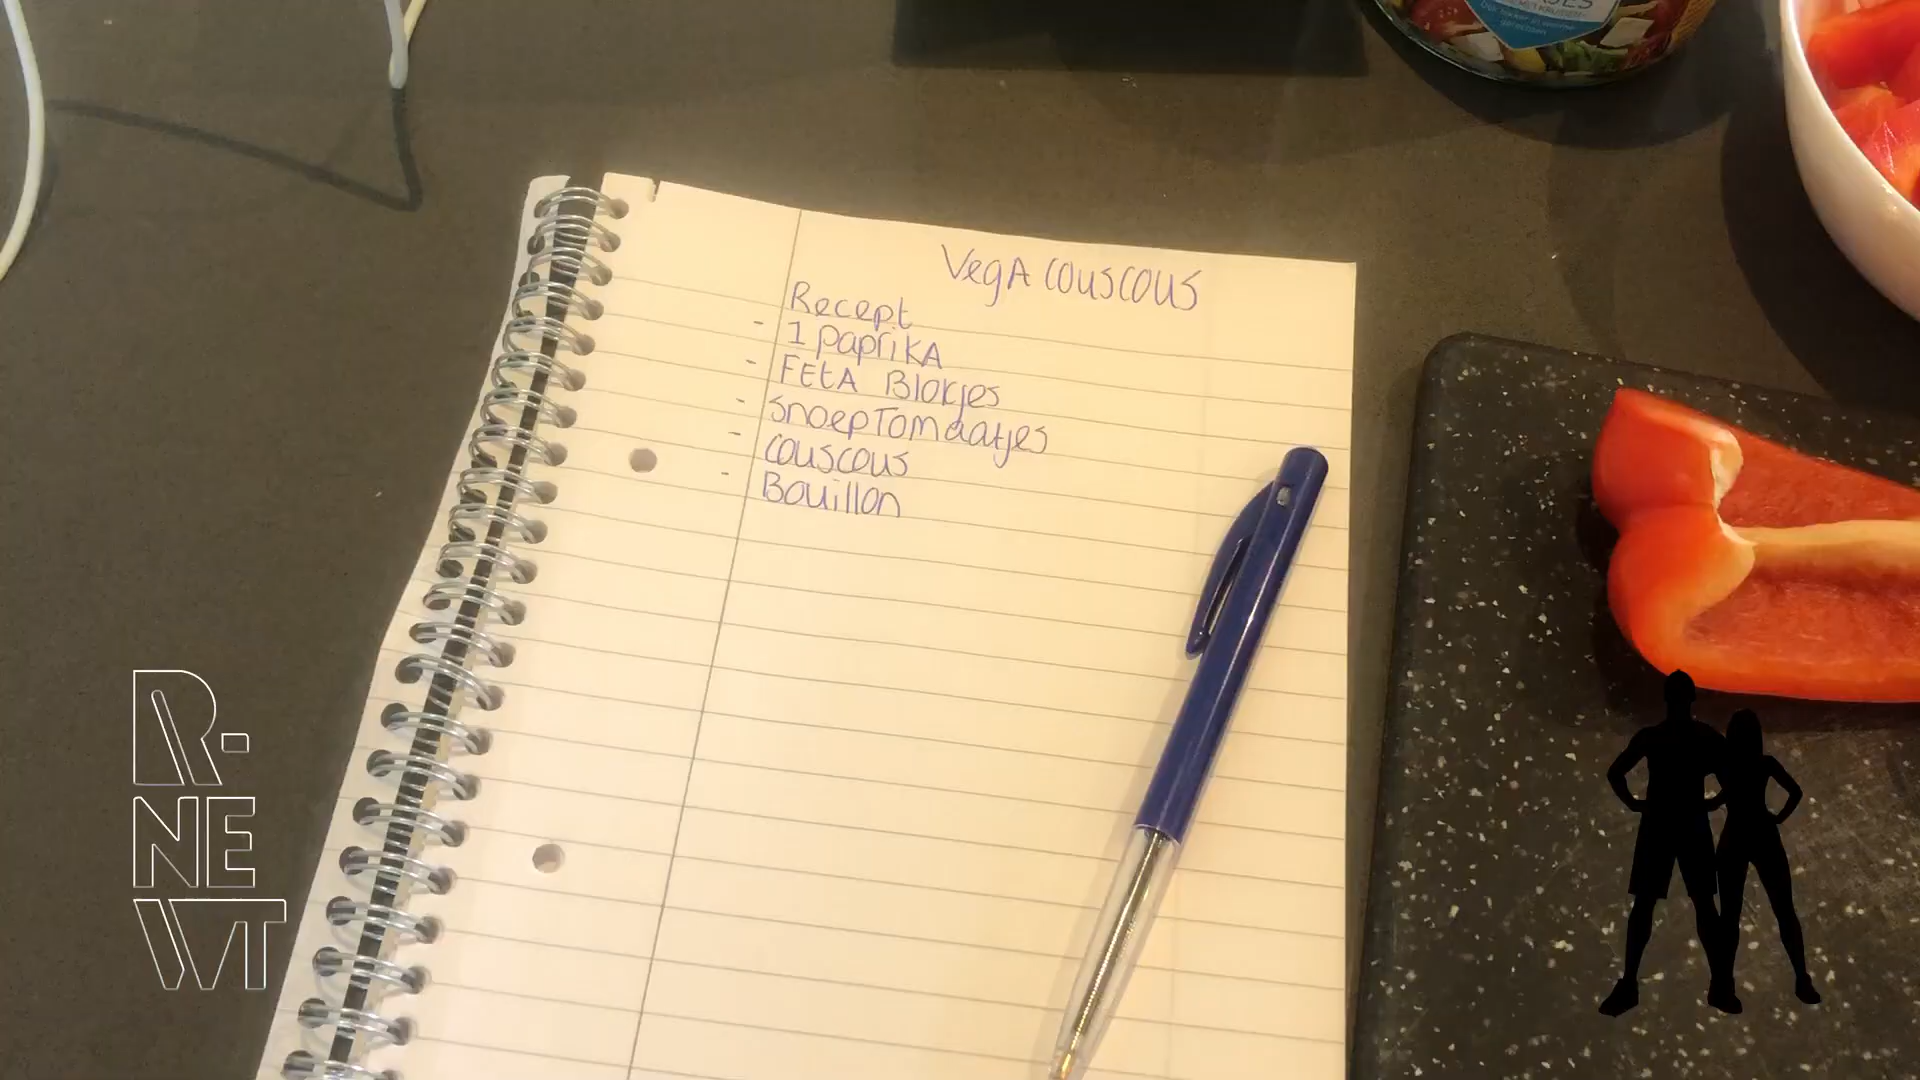 VegA couscous
Recept
- 1 paprikA
- FEtA Blokjes
- SnoepTomaatjes
- couscous
- Bouillon
R-
NE
WT